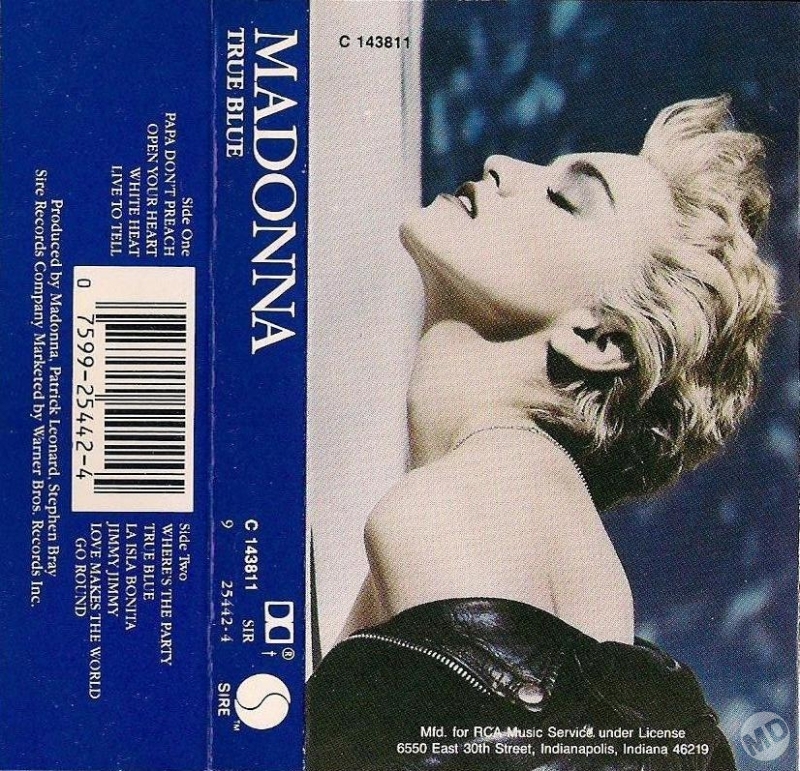 Side One
PAPA DON'T PREACH
OPEN YOUR HEART
WHITE HEAT
LIVE TO TELL
0 7599-25442-4
Side Two
WHERE'S THE PARTY
TRUE BLUE
LA ISLA BONITA
JIMMY JIMMY
LOVE MAKES THE WORLD
GO ROUND
Produced by Madonna, Patrick Leonard, Stephen Bray
Sire Records Company Marketed by Warner Bros. Records Inc.
MADONNA
TRUE BLUE
C 143811
SIR
9 25442-4
®
†
SIRE
™
C 143811
Mfd. for RCA Music Service under License
6550 East 30th Street, Indianapolis, Indiana 46219
MD